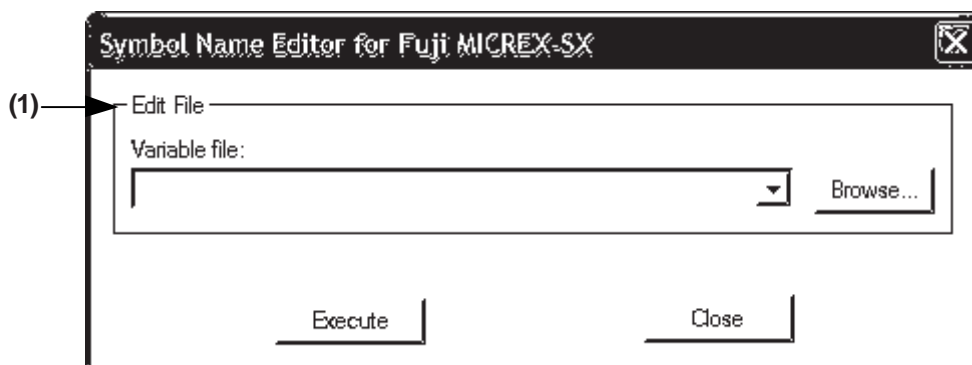 Symbol Name Editor for Fuji MICREX-SX
(1)
Edit File
Variable file:
Browse...
Execute Close